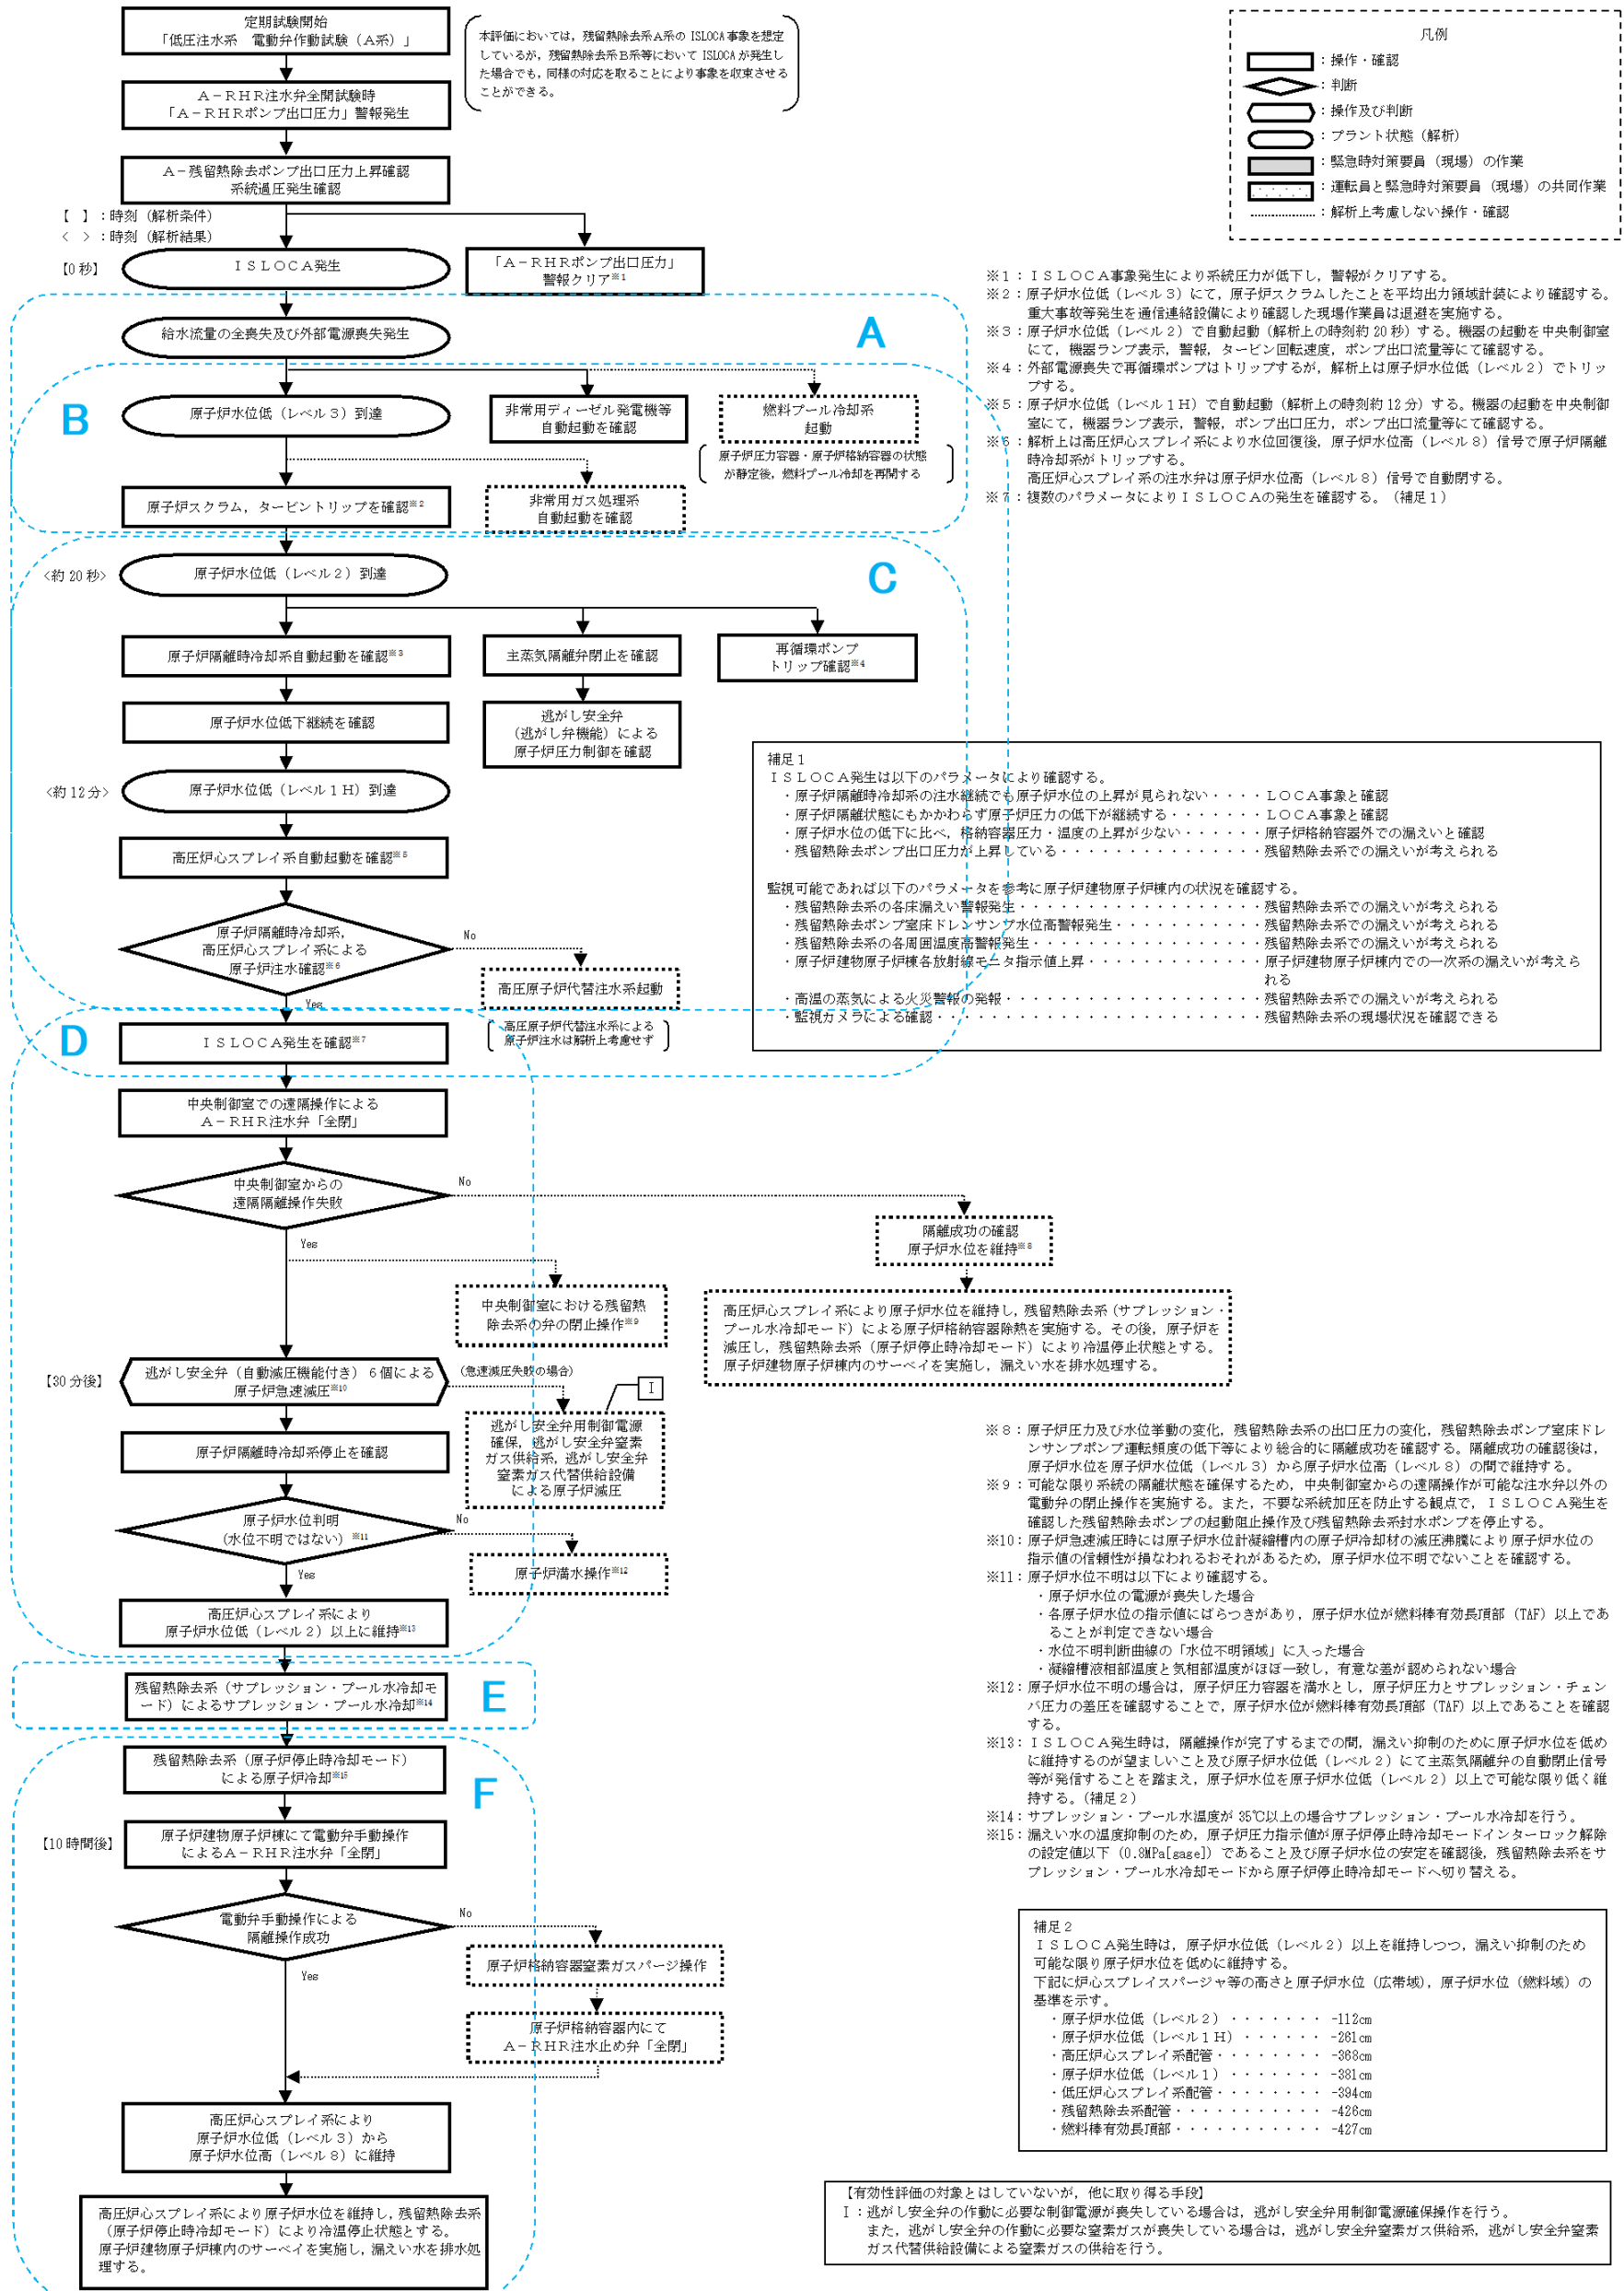 定期試験開始
「低圧注水系　電動弁作動試験（A系）」
本評価においては，残留熱除去系A系の ISLOCA 事象を想定
しているが，残留熱除去系B系等において ISLOCA が発生し
た場合でも，同様の対応を取ることにより事象を収束させる
ことができる。
A－RHR注水弁全開試験時
「A－RHRポンプ出口圧力」警報発生
A－残留熱除去ポンプ出口圧力上昇確認
系統過圧発生確認
【　】：時刻（解析条件）
＜　＞：時刻（解析結果）
【0 秒】
ISLOCA発生
「A－RHRポンプ出口圧力」
警報クリア※1
凡例
：操作・確認
：判断
：操作及び判断
：プラント状態（解析）
：緊急時対策要員（現場）の作業
：運転員と緊急時対策要員（現場）の共同作業
：解析上考慮しない操作・確認
※１：ISLOCA事象発生により系統圧力が低下し，警報がクリアする。
※２：原子炉水位低（レベル３）にて，原子炉スクラムしたことを平均出力領域計装により確認する。
重大事故等発生を通信連絡設備により確認した現場作業員は退避を実施する。
※３：原子炉水位低（レベル２）で自動起動（解析上の時刻約 20 秒）する。機器の起動を中央制御室
にて，機器ランプ表示，警報，タービン回転速度，ポンプ出口流量等にて確認する。
※４：外部電源喪失で再循環ポンプはトリップするが，解析上は原子炉水位低（レベル２）でトリッ
プする。
※５：原子炉水位低（レベル１H）で自動起動（解析上の時刻約 12 分）する。機器の起動を中央制御
室にて，機器ランプ表示，警報，ポンプ出口圧力，ポンプ出口流量等にて確認する。
※６：解析上は高圧炉心スプレイ系により水位回復後，原子炉水位高（レベル８）信号で原子炉隔離
時冷却系がトリップする。
高圧炉心スプレイ系の注水弁は原子炉水位高（レベル８）信号で自動閉する。
※７：複数のパラメータによりISLOCAの発生を確認する。（補足１）
A
給水流量の全喪失及び外部電源喪失発生
B
原子炉水位低（レベル３）到達
非常用ディーゼル発電機等
自動起動を確認
燃料プール冷却系
起動
原子炉圧力容器・原子炉格納容器の状態
が静定後，燃料プール冷却を再開する
原子炉スクラム，タービントリップを確認※2
非常用ガス処理系
自動起動を確認
C
＜約 20 秒＞
原子炉水位低（レベル２）到達
原子炉隔離時冷却系自動起動を確認※3
主蒸気隔離弁閉止を確認
再循環ポンプ
トリップ確認※4
原子炉水位低下継続を確認
逃がし安全弁
（逃がし弁機能）による
原子炉圧力制御を確認
＜約 12 分＞
原子炉水位低（レベル１H）到達
高圧炉心スプレイ系自動起動を確認※5
原子炉隔離時冷却系，
高圧炉心スプレイ系による
原子炉注水確認※6
No
Yes
高圧原子炉代替注水系起動
高圧原子炉代替注水系による
原子炉注水は解析上考慮せず
補足１
ISLOCA発生は以下のパラメータにより確認する。
・原子炉隔離時冷却系の注水継続でも原子炉水位の上昇が見られない・・・・LOCA事象と確認
・原子炉隔離状態にもかかわらず原子炉圧力の低下が継続する・・・・・・・LOCA事象と確認
・原子炉水位の低下に比べ，格納容器圧力・温度の上昇が少ない・・・・・・原子炉格納容器外での漏えいと確認
・残留熱除去ポンプ出口圧力が上昇している・・・・・・・・・・・・・・・残留熱除去系での漏えいが考えられる
監視可能であれば以下のパラメータを参考に原子炉建物原子炉棟内の状況を確認する。
・残留熱除去系の各床漏えい警報発生・・・・・・・・・・・・・・・・・・残留熱除去系での漏えいが考えられる
・残留熱除去ポンプ室床ドレンサンプ水位高警報発生・・・・・・・・・・・残留熱除去系での漏えいが考えられる
・残留熱除去系の各周囲温度高警報発生・・・・・・・・・・・・・・・・・残留熱除去系での漏えいが考えられる
・原子炉建物原子炉棟各放射線モニタ指示値上昇・・・・・・・・・・・・・原子炉建物原子炉棟内での一次系の漏えいが考えら
れる
・高温の蒸気による火災警報の発報・・・・・・・・・・・・・・・・・・・残留熱除去系での漏えいが考えられる
・監視カメラによる確認・・・・・・・・・・・・・・・・・・・・・・・・残留熱除去系の現場状況を確認できる
D
ISLOCA発生を確認※7
中央制御室での遠隔操作による
A－RHR注水弁「全閉」
中央制御室からの
遠隔隔離操作失敗
No
Yes
隔離成功の確認
原子炉水位を維持※8
中央制御室における残留熱
除去系の弁の閉止操作※9
高圧炉心スプレイ系により原子炉水位を維持し，残留熱除去系（サプレッション・
プール水冷却モード）による原子炉格納容器除熱を実施する。その後，原子炉を
減圧し，残留熱除去系（原子炉停止時冷却モード）により冷温停止状態とする。
原子炉建物原子炉棟内のサーベイを実施し，漏えい水を排水処理する。
【30 分後】
逃がし安全弁（自動減圧機能付き）６個による
原子炉急速減圧※10
（急速減圧失敗の場合）
I
逃がし安全弁用制御電源
確保，逃がし安全弁窒素
ガス供給系，逃がし安全弁
窒素ガス代替供給設備
による原子炉減圧
原子炉隔離時冷却系停止を確認
原子炉水位判明
（水位不明ではない）※11
No
Yes
原子炉満水操作※12
高圧炉心スプレイ系により
原子炉水位低（レベル２）以上に維持※13
E
残留熱除去系（サプレッション・プール水冷却モ
ード）によるサプレッション・プール水冷却※14
F
残留熱除去系（原子炉停止時冷却モード）
による原子炉冷却※15
【10 時間後】
原子炉建物原子炉棟にて電動弁手動操作
によるA－RHR注水弁「全閉」
電動弁手動操作による
隔離操作成功
No
Yes
原子炉格納容器窒素ガスパージ操作
原子炉格納容器内にて
A－RHR注水止め弁「全閉」
高圧炉心スプレイ系により
原子炉水位低（レベル３）から
原子炉水位高（レベル８）に維持
高圧炉心スプレイ系により原子炉水位を維持し，残留熱除去系
（原子炉停止時冷却モード）により冷温停止状態とする。
原子炉建物原子炉棟内のサーベイを実施し，漏えい水を排水処
理する。
※８：原子炉圧力及び水位挙動の変化，残留熱除去系の出口圧力の変化，残留熱除去ポンプ室床ドレ
ンサンプポンプ運転頻度の低下等により総合的に隔離成功を確認する。隔離成功の確認後は，
原子炉水位を原子炉水位低（レベル３）から原子炉水位高（レベル８）の間で維持する。
※９：可能な限り系統の隔離状態を確保するため，中央制御室からの遠隔操作が可能な注水弁以外の
電動弁の閉止操作を実施する。また，不要な系統加圧を防止する観点で，ISLOCA発生を
確認した残留熱除去ポンプの起動阻止操作及び残留熱除去系封水ポンプを停止する。
※10：原子炉急速減圧時には原子炉水位計凝縮槽内の原子炉冷却材の減圧沸騰により原子炉水位の
指示値の信頼性が損なわれるおそれがあるため，原子炉水位不明でないことを確認する。
※11：原子炉水位不明は以下により確認する。
・原子炉水位の電源が喪失した場合
・各原子炉水位の指示値にばらつきがあり，原子炉水位が燃料棒有効長頂部（TAF）以上であ
ることが判定できない場合
・水位不明判断曲線の「水位不明領域」に入った場合
・凝縮槽液相部温度と気相部温度がほぼ一致し，有意な差が認められない場合
※12：原子炉水位不明の場合は，原子炉圧力容器を満水とし，原子炉圧力とサプレッション・チェン
バ圧力の差圧を確認することで，原子炉水位が燃料棒有効長頂部（TAF）以上であることを確認
する。
※13：ISLOCA発生時は，隔離操作が完了するまでの間，漏えい抑制のために原子炉水位を低め
に維持するのが望ましいこと及び原子炉水位低（レベル２）にて主蒸気隔離弁の自動閉止信号
等が発信することを踏まえ，原子炉水位を原子炉水位低（レベル２）以上で可能な限り低く維
持する。（補足２）
※14：サプレッション・プール水温度が 35℃以上の場合サプレッション・プール水冷却を行う。
※15：漏えい水の温度抑制のため，原子炉圧力指示値が原子炉停止時冷却モードインターロック解除
の設定値以下（0.8MPa[gage]）であること及び原子炉水位の安定を確認後，残留熱除去系をサ
プレッション・プール水冷却モードから原子炉停止時冷却モードへ切り替える。
補足２
ISLOCA発生時は，原子炉水位低（レベル２）以上を維持しつつ，漏えい抑制のため
可能な限り原子炉水位を低めに維持する。
下記に炉心スプレイスパージャ等の高さと原子炉水位（広帯域），原子炉水位（燃料域）の
基準を示す。
・原子炉水位低（レベル２）・・・・・・・ -112cm
・原子炉水位低（レベル１H）・・・・・・ -261cm
・高圧炉心スプレイ系配管・・・・・・・・ -368cm
・原子炉水位低（レベル１）・・・・・・・ -381cm
・低圧炉心スプレイ系配管・・・・・・・・ -394cm
・残留熱除去系配管・・・・・・・・・・・ -426cm
・燃料棒有効長頂部・・・・・・・・・・・ -427cm
【有効性評価の対象とはしていないが，他に取り得る手段】
I：逃がし安全弁の作動に必要な制御電源が喪失している場合は，逃がし安全弁用制御電源確保操作を行う。
また，逃がし安全弁の作動に必要な窒素ガスが喪失している場合は，逃がし安全弁窒素ガス供給系，逃がし安全弁窒素
ガス代替供給設備による窒素ガスの供給を行う。